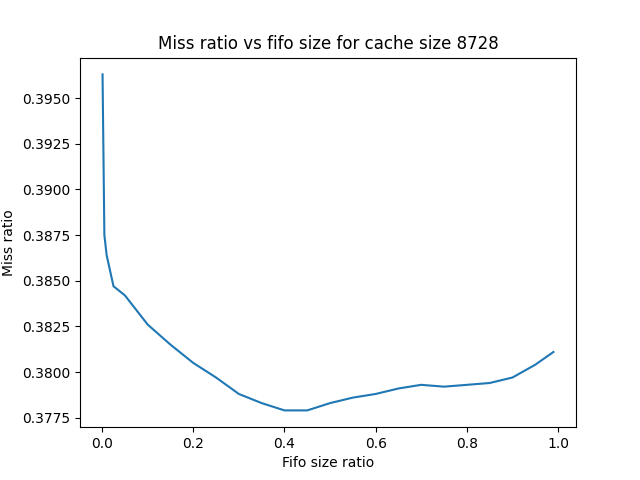 Miss ratio vs fifo size for cache size 8728
Miss ratio
0.3950
0.3925
0.3900
0.3875
0.3850
0.3825
0.3800
0.3775
0.0 0.2 0.4 0.6 0.8 1.0
Fifo size ratio